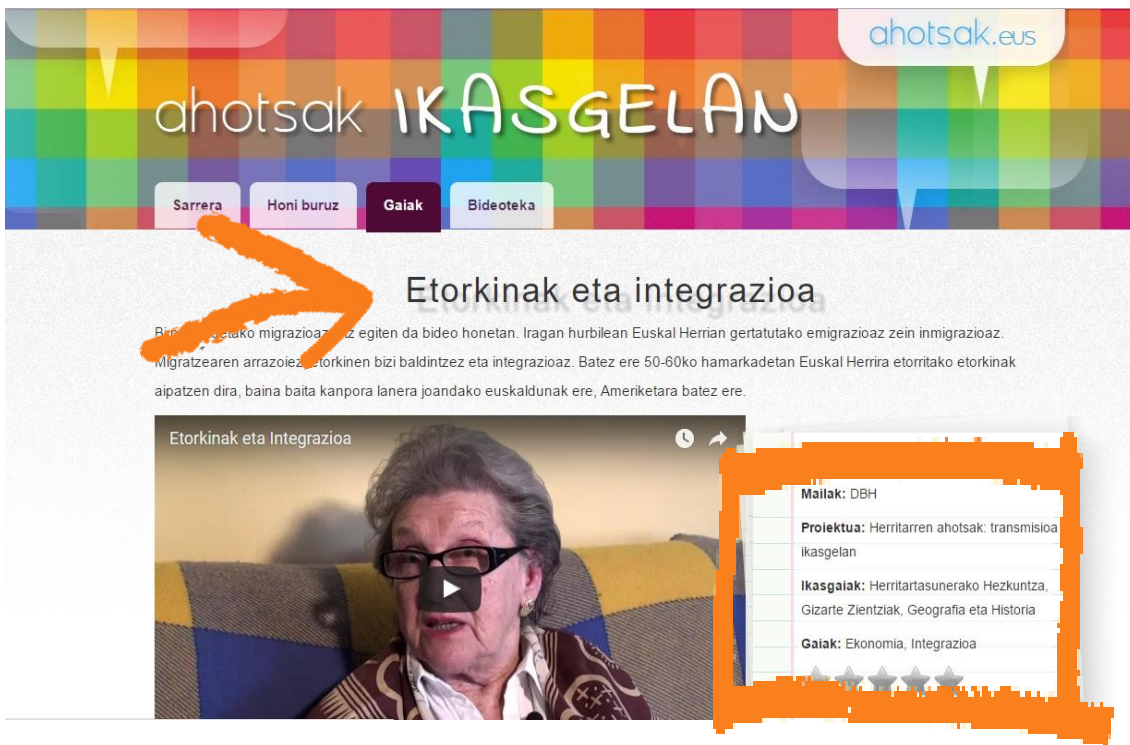 ahotsak.eus
ahotsak IKASGELAN
Sarrera Honi buruz Gaiak Bideoteka
Etorkinak eta integrazioa
egiten da bideo honetan. Iragan hurbilean Euskal Herrian gertatutako emigrazioaz zein inmigrazioaz.
Migratzearen arrazoiez, etorkinen bizi baldintzez eta integrazioaz. Batez ere 50-60ko hamarkadetan Euskal Herrira etorritako etorkinak
aipatzen dira, baina baita kanpora lanera joandako euskaldunak ere, Ameriketara batez ere.
Etorkinak eta Integrazioa
Mailak: DBH
Proiektua: Herritarren ahotsak: transmisioa
ikasgelan
Ikasgaiak: Herritartasunerako Hezkuntza,
Gizarte Zientziak, Geografia eta Historia
Gaiak: Ekonomia, Integrazioa